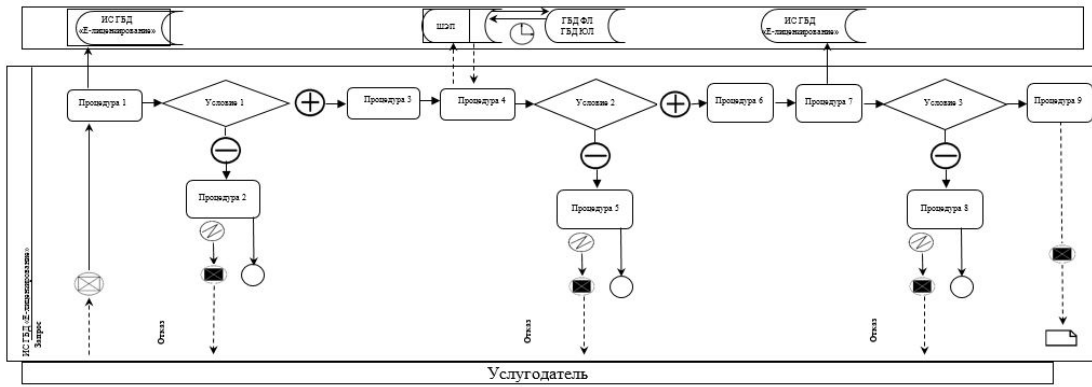 ИС ГБД
«Е-лицензирование»
ШЭП
ГБД ФЛ
ГБД ЮЛ
ИС ГБД
«Е-лицензирование»
Процедура 1
Условие 1
Процедура 3
Процедура 4
Условие 2
Процедура 6
Процедура 7
Условие 3
Процедура 9
Процедура 2
Процедура 5
Процедура 8
ИС ГБД «Е-лицензирование»
Запрос
Отказ
Отказ
Отказ
Услугодатель